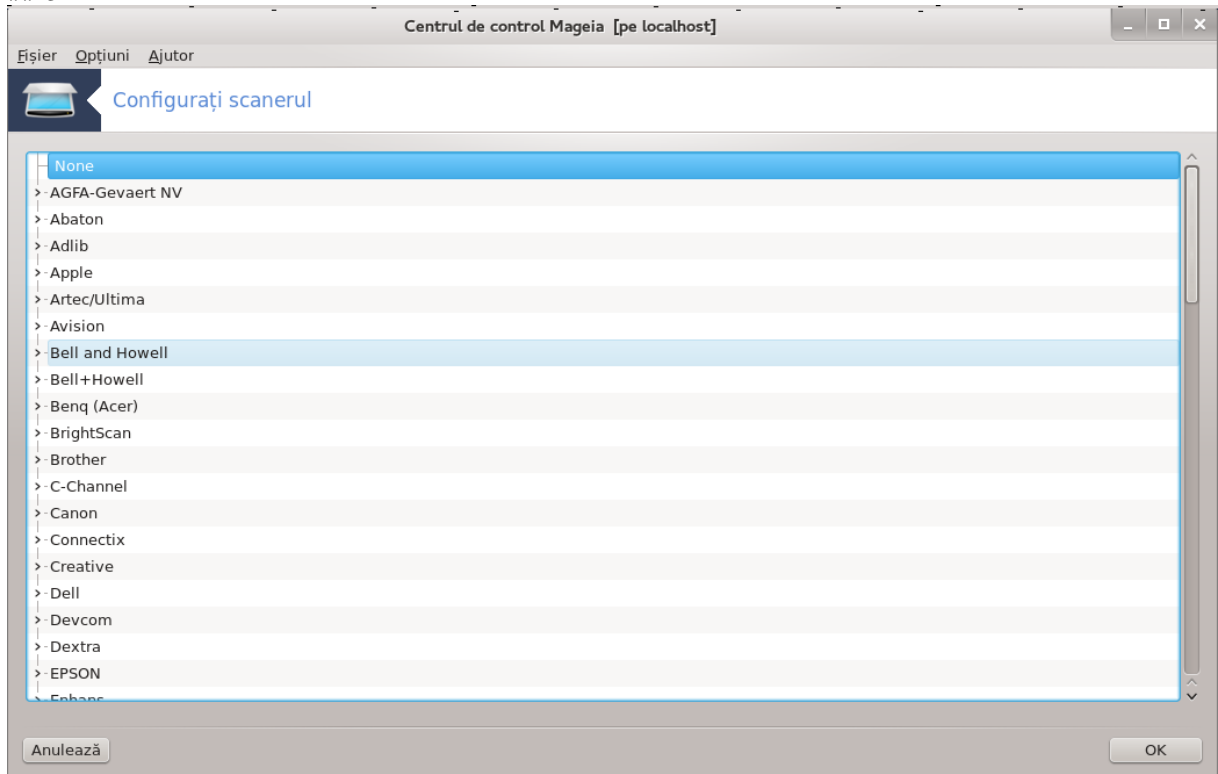 Centrul de control Mageia [pe localhost]
Fișier Opțiuni Ajutor
Configurați scanerul
None
AGFA-Gevaert NV
Abaton
Adlib
Apple
Artec/Ultima
Avision
Bell and Howell
Bell+Howell
Benq (Acer)
BrightScan
Brother
C-Channel
Canon
Connectix
Creative
Dell
Devcom
Dextra
EPSON
Anulează OK